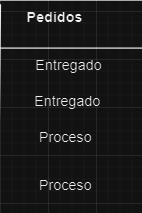 Pedidos
Entregado
Entregado
Proceso
Proceso